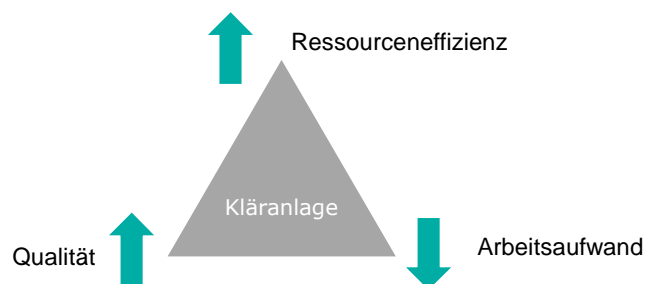 Ressourceneffizienz
Kläranlage
Qualität
Arbeitsaufwand